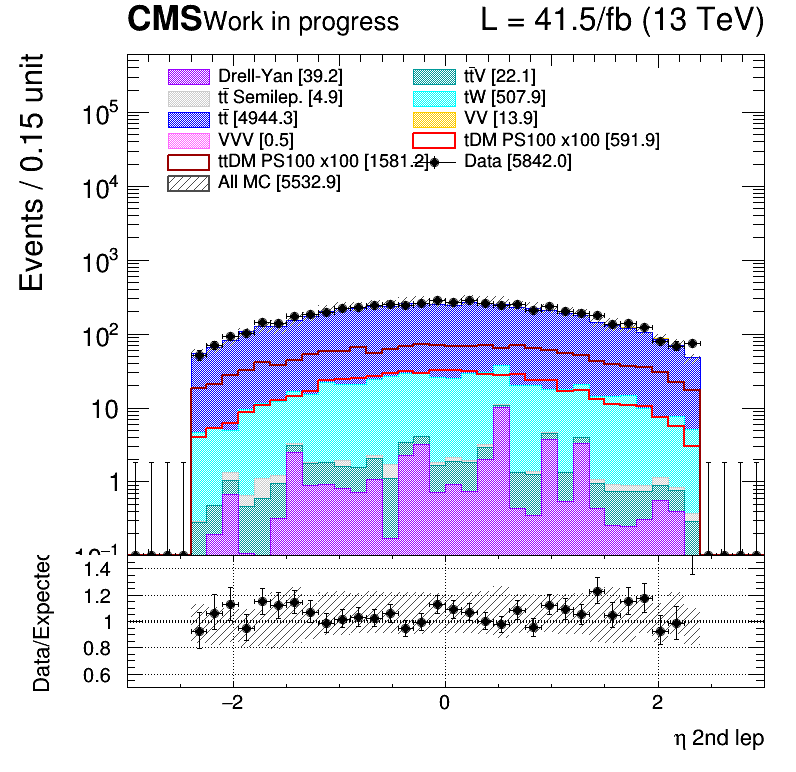 CMS Work in progress L = 41.5/fb (13 TeV)
Events / 0.15 unit
Drell-Yan [39.2] tt̄V [22.1]
tt̄ Semilep. [4.9] tW [507.9]
tt̄ [4944.3] VV [13.9]
VVV [0.5] tDM PS100 x100 [591.9]
ttDM PS100 x100 [1581.2] Data [5842.0]
All MC [5532.9]
10⁵
10⁴
10³
10²
10
1
10⁻¹
Data/Expected
1.4
1.2
1
0.8
0.6
−2 0 2
η 2nd lep